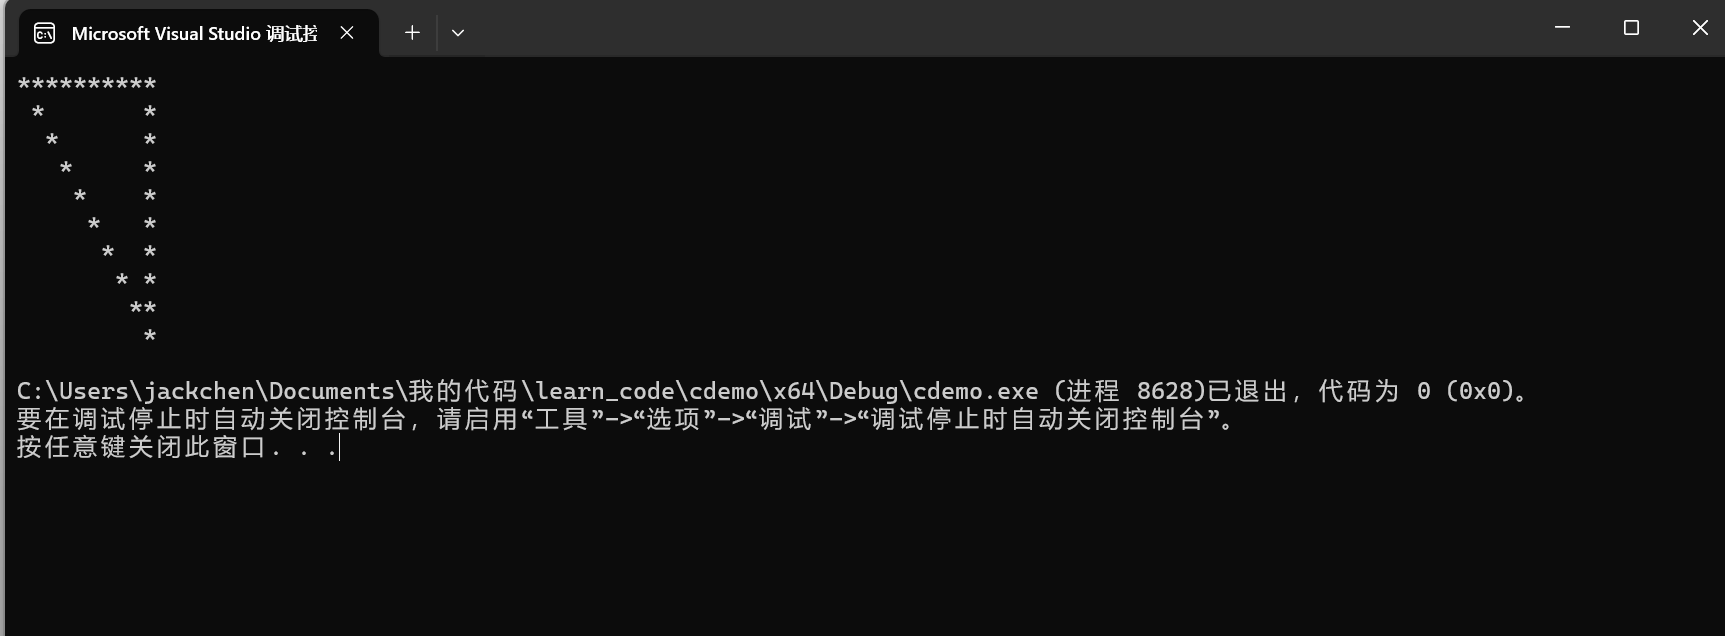 Microsoft Visual Studio 调试控
**********
 *       *
  *      *
   *     *
    *    *
     *   *
      *  *
       * *
        **
         *
C:\Users\jackchen\Documents\我的代码\learn_code\cdemo\x64\Debug\cdemo.exe (进程 8628)已退出，代码为 0 (0x0)。
要在调试停止时自动关闭控制台，请启用“工具”->“选项”->“调试”->“调试停止时自动关闭控制台”。
按任意键关闭此窗口. . .